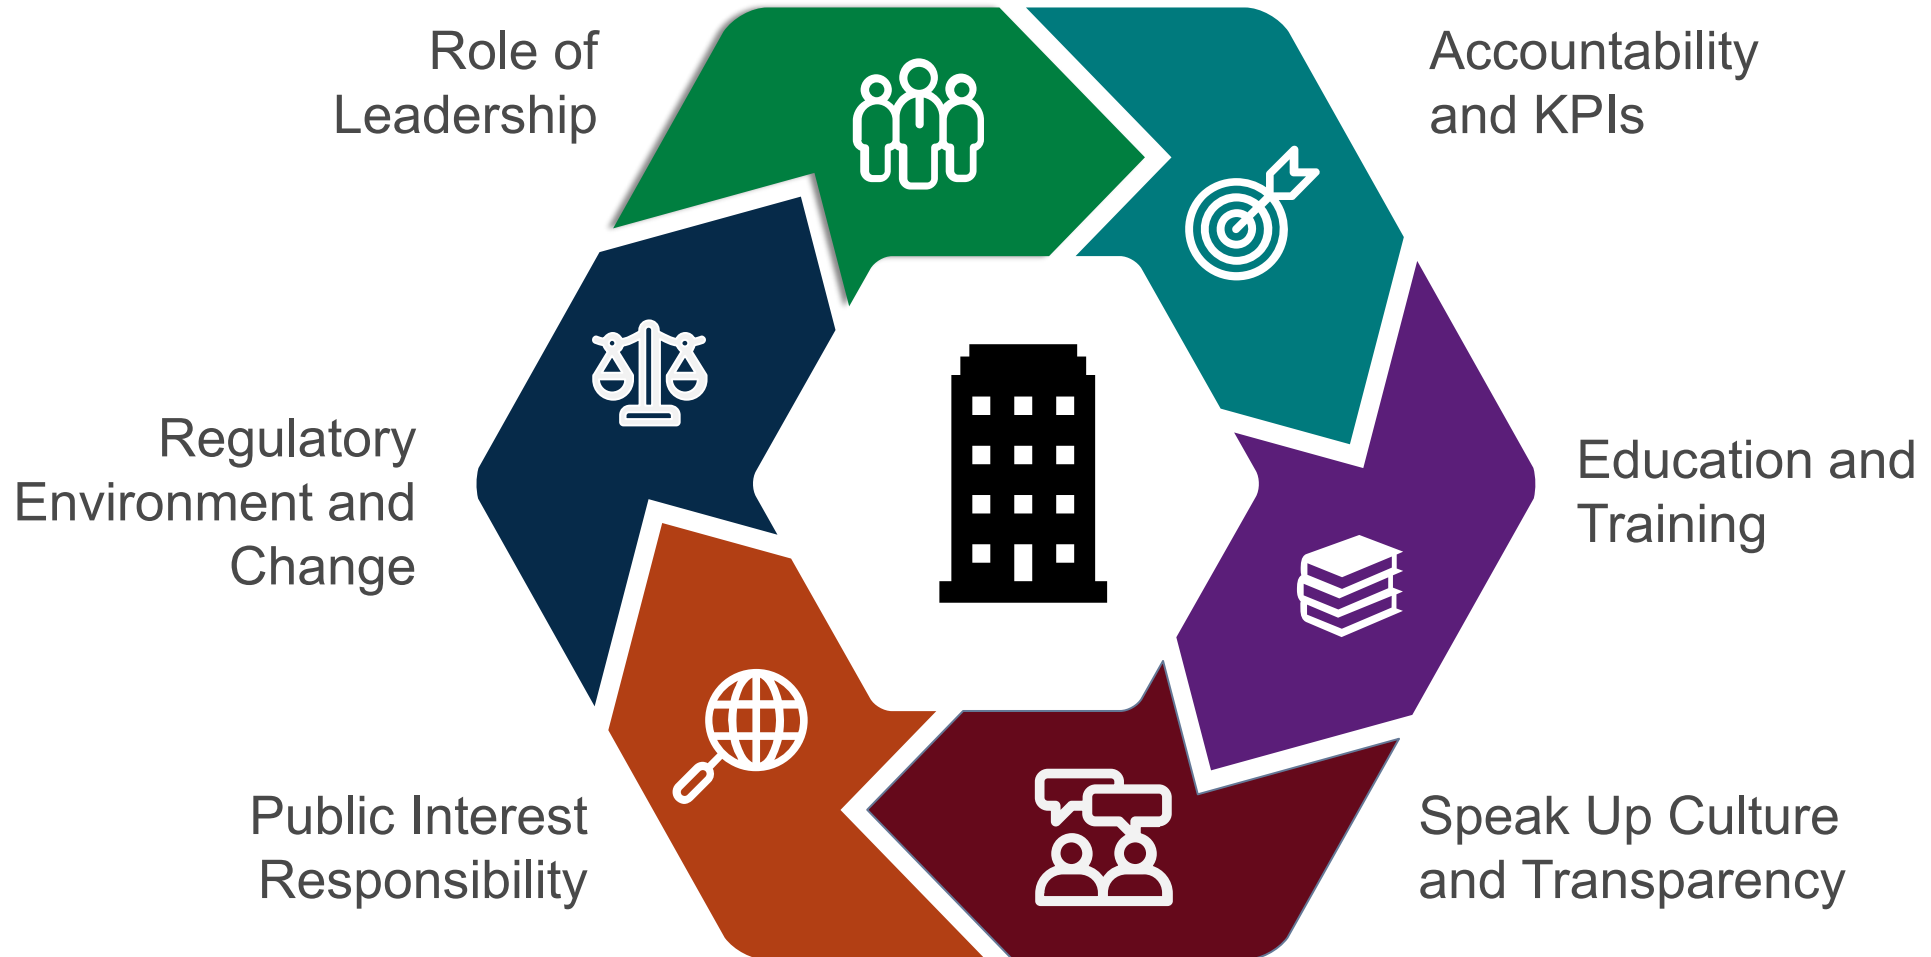 Role of
Leadership
Accountability
and KPIs
Education and
Training
Speak Up Culture
and Transparency
Public Interest
Responsibility
Regulatory
Environment and
Change